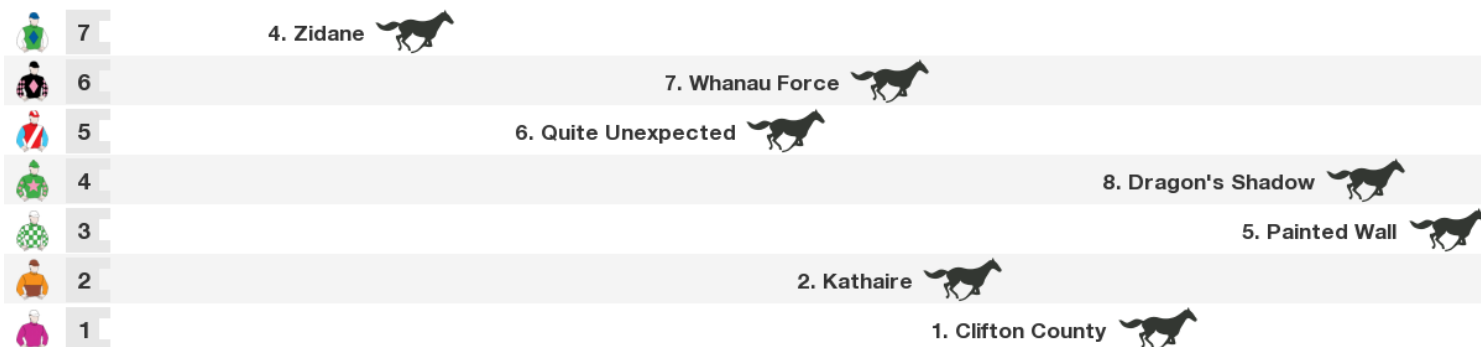 7 4. Zidane
6 7. Whanau Force
5 6. Quite Unexpected
4 8. Dragon's Shadow
3 5. Painted Wall
2 2. Kathaire
1 1. Clifton County